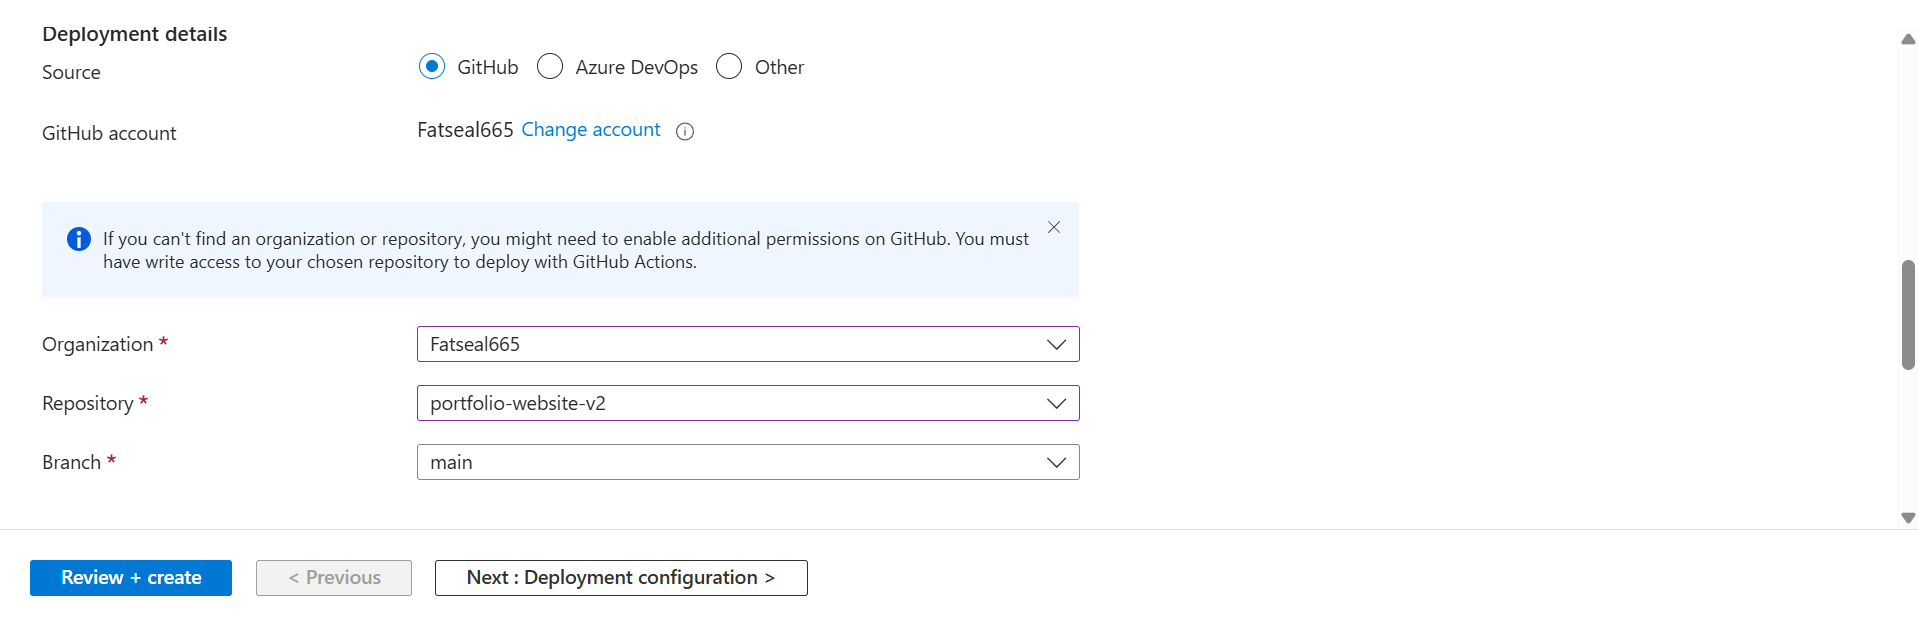 Deployment details
Source
GitHub Azure DevOps Other
GitHub account
Fatseal665 Change account
If you can't find an organization or repository, you might need to enable additional permissions on GitHub. You must
have write access to your chosen repository to deploy with GitHub Actions.
Organization *
Fatseal665
Repository *
portfolio-website-v2
Branch *
main
Review + create
< Previous
Next : Deployment configuration >